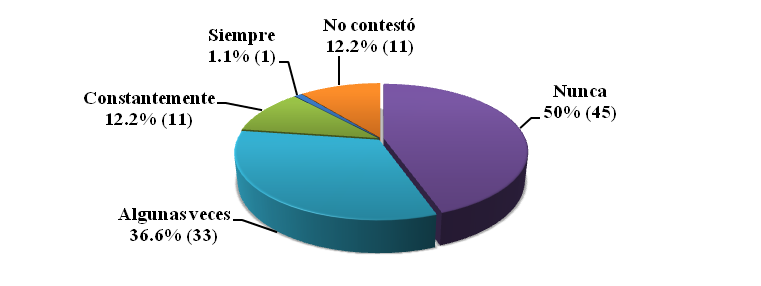 No contestó
12.2% (11)
Siempre
1.1% (1)
Nunca
50% (45)
Constantemente
12.2% (11)
Algunas veces
36.6% (33)